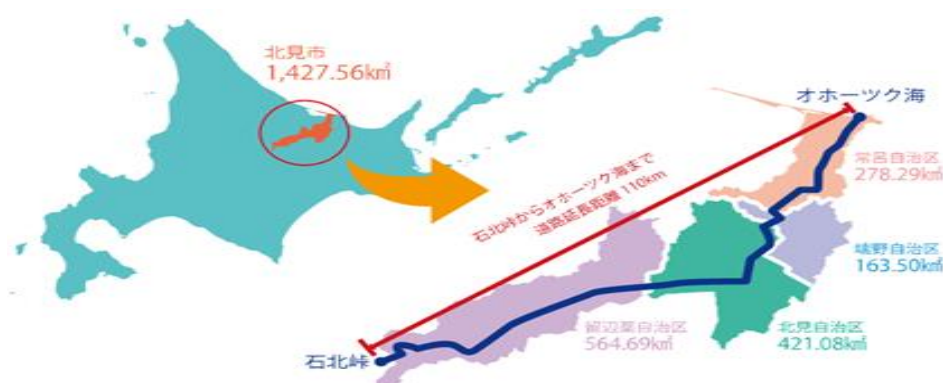 北見市
1,427.56k㎡
オホーツク海
常呂自治区
278.29k㎡
石北峠からオホーツク海まで
道路延長距離 110km
端野自治区
163.50k㎡
留辺蘂自治区
564.69k㎡
北見自治区
421.08k㎡
石北峠